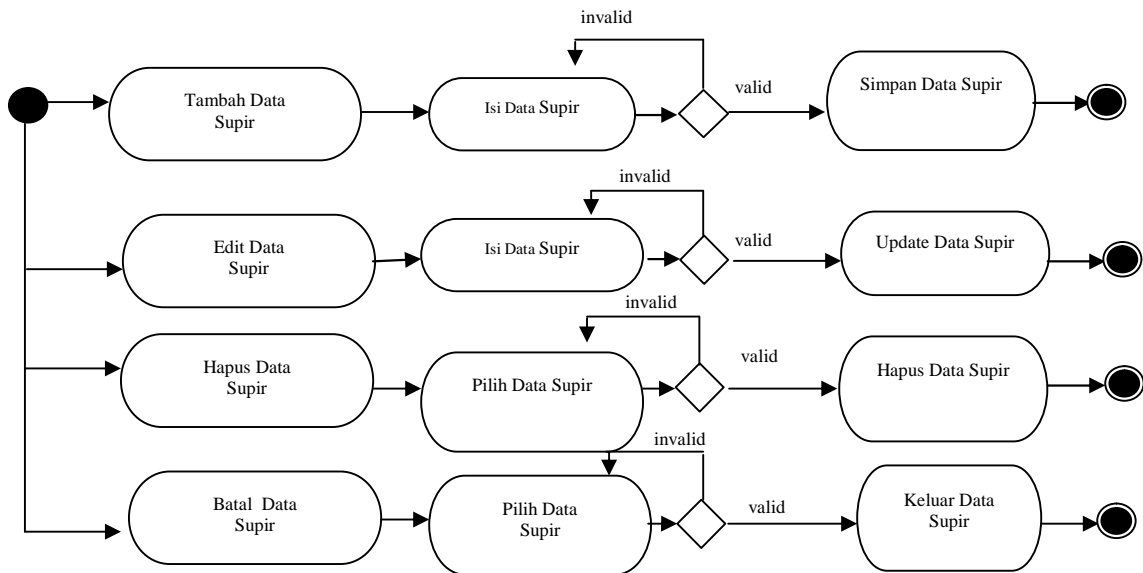 invalid
Tambah Data
Supir
Isi Data Supir
valid
Simpan Data Supir
invalid
Edit Data
Supir
Isi Data Supir
valid
Update Data Supir
invalid
Hapus Data
Supir
Pilih Data Supir
valid
Hapus Data Supir
invalid
Batal Data
Supir
Pilih Data
Supir
valid
Keluar Data
Supir